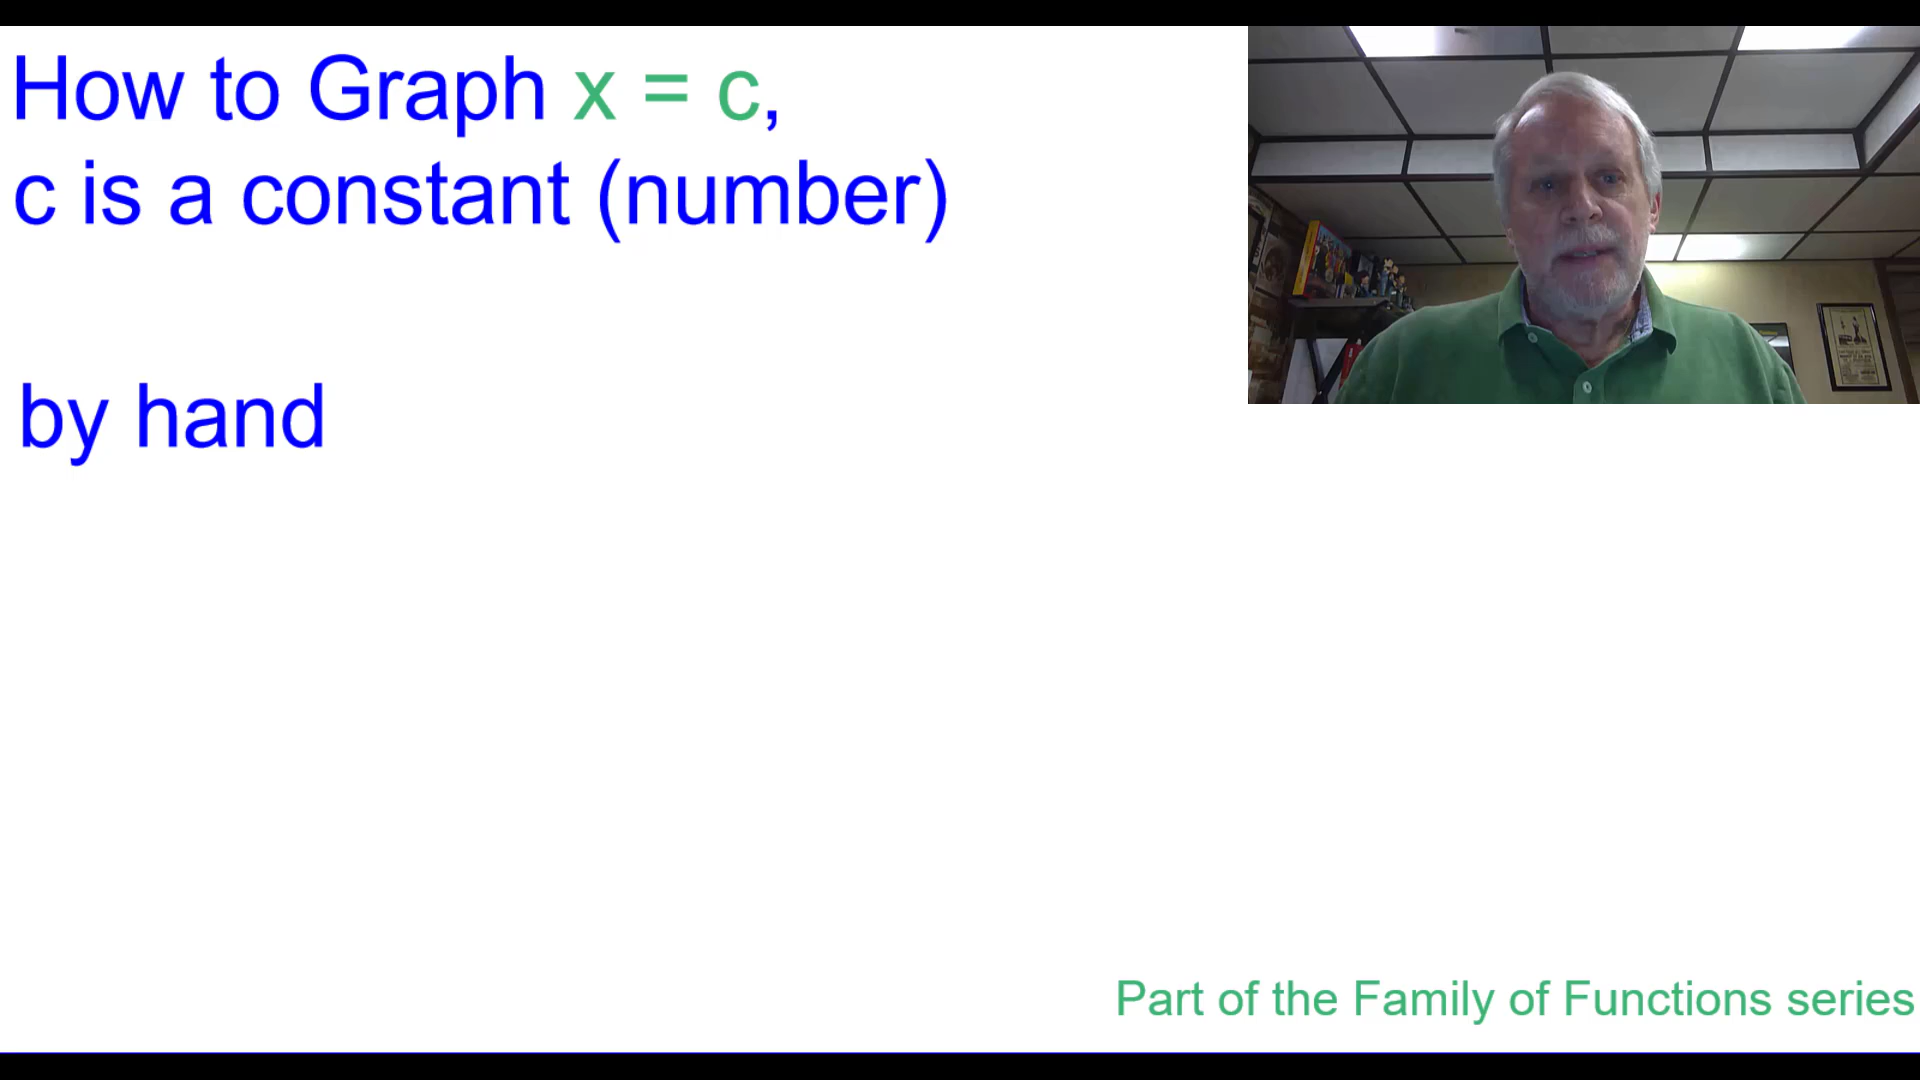 How to Graph x = c,
c is a constant (number)
by hand
Part of the Family of Functions series